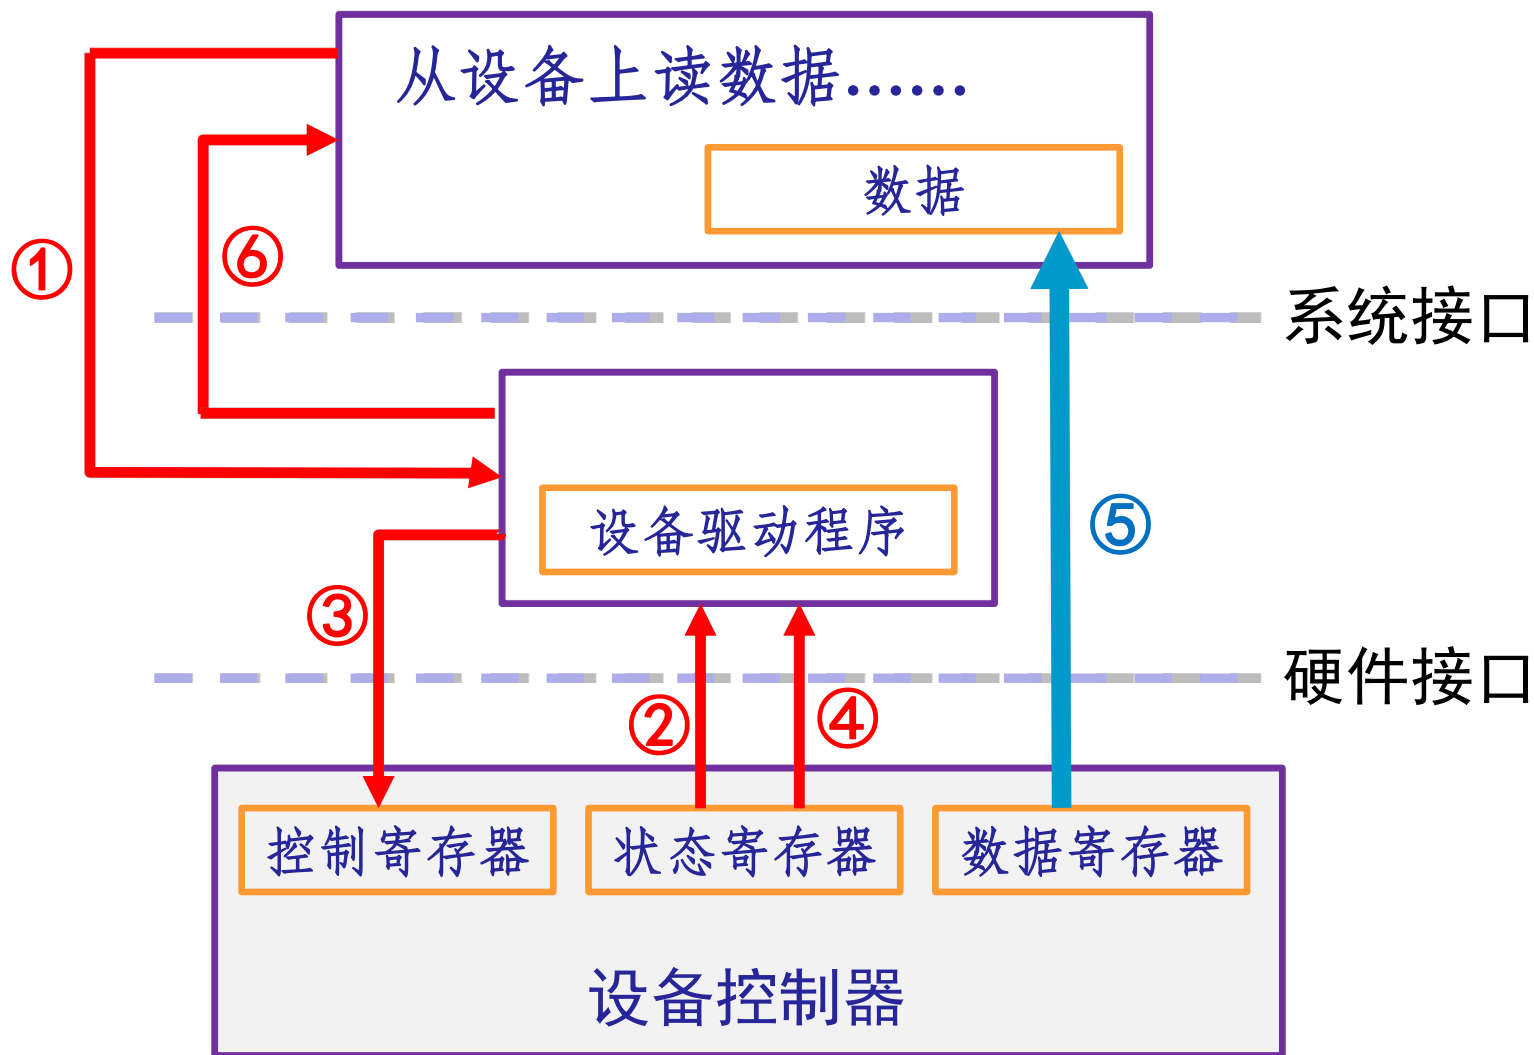 从设备上读数据……
数据
①
⑥
系统接口
设备驱动程序
⑤
③
硬件接口
②
④
控制寄存器
状态寄存器
数据寄存器
设备控制器